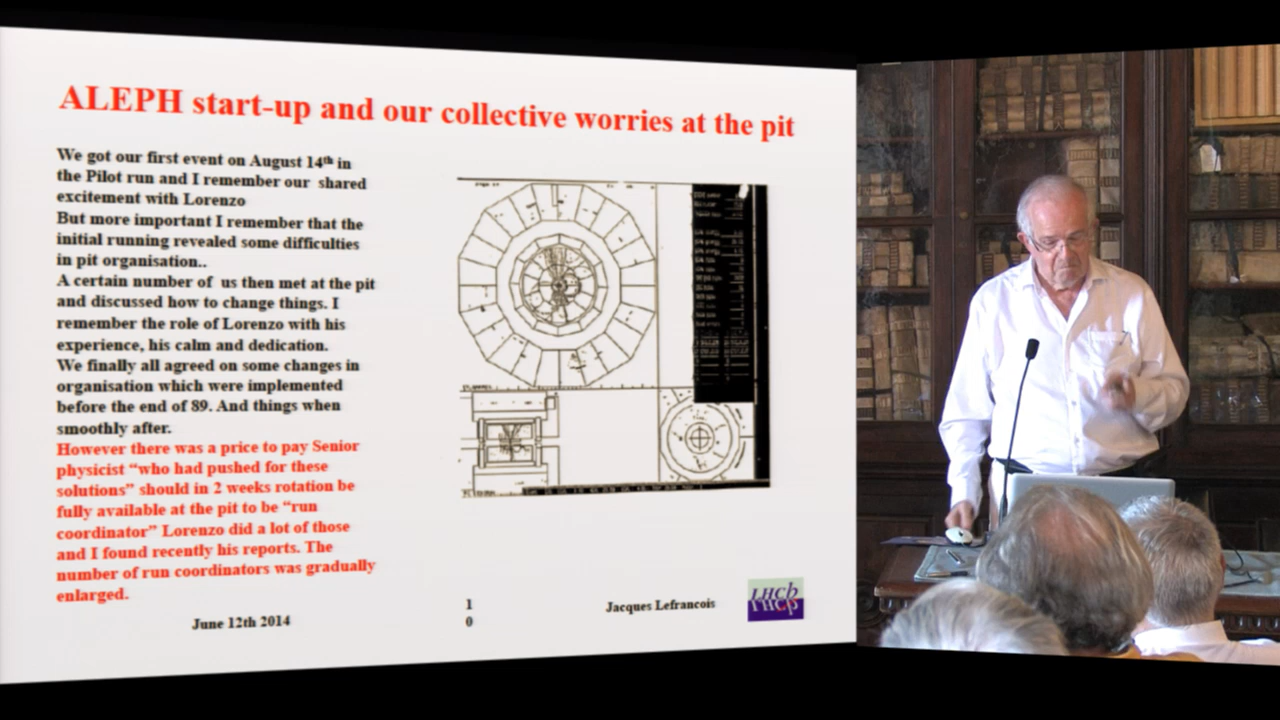 ALEPH start-up and our collective worries at the pit
We got our first event on August 14th in
the Pilot run and I remember our shared
excitement with Lorenzo
But more important I remember that the
initial running revealed some difficulties
in pit organisation..
A certain number of us then met at the pit
and discussed how to change things. I
remember the role of Lorenzo with his
experience, his calm and dedication.
We finally all agreed on some changes in
organisation which were implemented
before the end of 89. And things when
smoothly after.
However there was a price to pay Senior
physicist “who had pushed for these
solutions” should in 2 weeks rotation be
fully available at the pit to be “run
coordinator” Lorenzo did a lot of those
and I found recently his reports. The
number of run coordinators was gradually
enlarged.
June 12th 2014
1
0
Jacques Lefrancois
LHCb